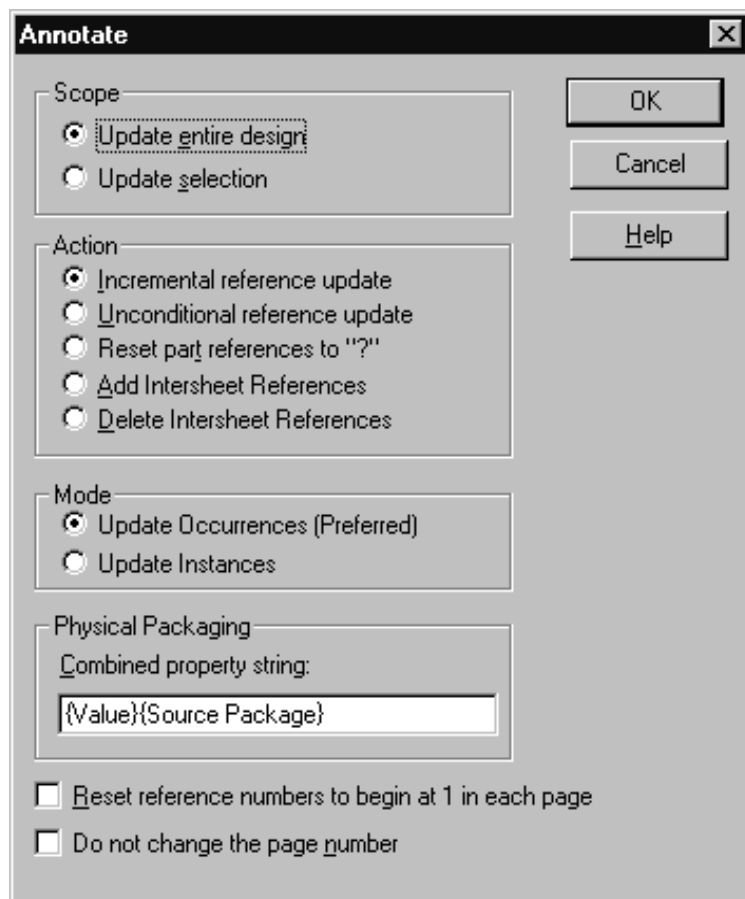 Annotate
Scope
Update entire design
Update selection
OK
Cancel
Help
Action
Incremental reference update
Unconditional reference update
Reset part references to "?"
Add Intersheet References
Delete Intersheet References
Mode
Update Occurrences (Preferred)
Update Instances
Physical Packaging
Combined property string:
{Value}{Source Package}
Reset reference numbers to begin at 1 in each page
Do not change the page number